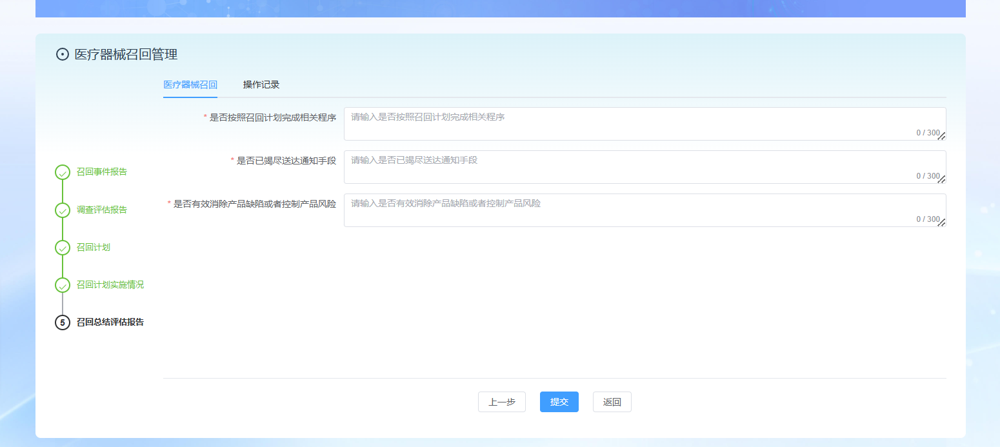 医疗器械召回管理
医疗器械召回 操作记录
* 是否按照召回计划完成相关程序 请输入是否按照召回计划完成相关程序
0 / 300
* 是否已竭尽送达通知手段 请输入是否已竭尽送达通知手段
0 / 300
* 是否有效消除产品缺陷或者控制产品风险 请输入是否有效消除产品缺陷或者控制产品风险
0 / 300
召回事件报告
调查评估报告
召回计划
召回计划实施情况
5 召回总结评估报告
上一步 提交 返回